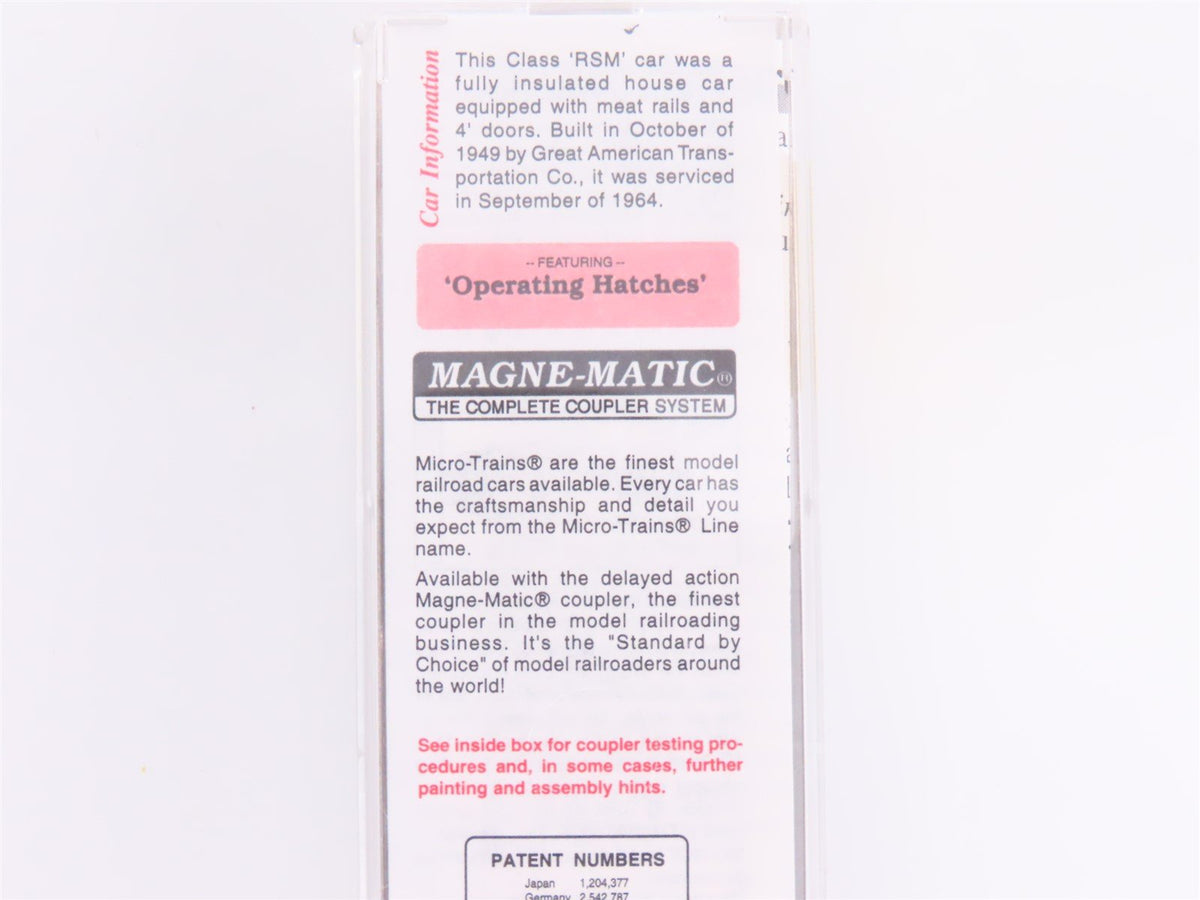 Car Information
This Class 'RSM' car was a
fully insulated house car
equipped with meat rails and
4' doors. Built in October of
1949 by Great American Trans-
portation Co., it was serviced
in September of 1964.
-- FEATURING --
'Operating Hatches'
MAGNE-MATIC®
THE COMPLETE COUPLER SYSTEM
Micro-Trains® are the finest model
railroad cars available. Every car has
the craftsmanship and detail you
expect from the Micro-Trains® Line
name.
Available with the delayed action
Magne-Matic® coupler, the finest
coupler in the model railroading
business. It's the "Standard by
Choice" of model railroaders around
the world!
See inside box for coupler testing pro-
cedures and, in some cases, further
painting and assembly hints.
PATENT NUMBERS
Japan 1,204,377
Germany 2,542,787